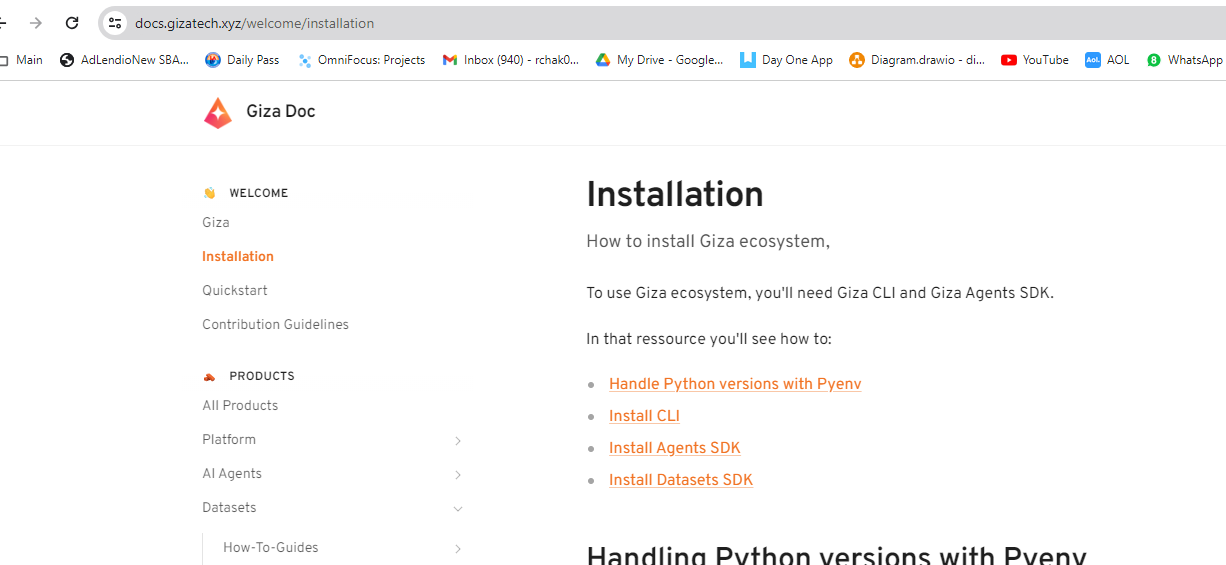 docs.gizatech.xyz/welcome/installation
Main AdLendioNew SBA... Daily Pass OmniFocus: Projects Inbox (940) - rchak0... My Drive - Google... Day One App Diagram.drawio - di... YouTube Aol. AOL 8 WhatsApp
Giza Doc
WELCOME
Giza
Installation
Quickstart
Contribution Guidelines
PRODUCTS
All Products
Platform
AI Agents
Datasets
How-To-Guides
Installation
How to install Giza ecosystem,
To use Giza ecosystem, you'll need Giza CLI and Giza Agents SDK.
In that ressource you'll see how to:
Handle Python versions with Pyenv
Install CLI
Install Agents SDK
Install Datasets SDK
Handling Python versions with Pyenv